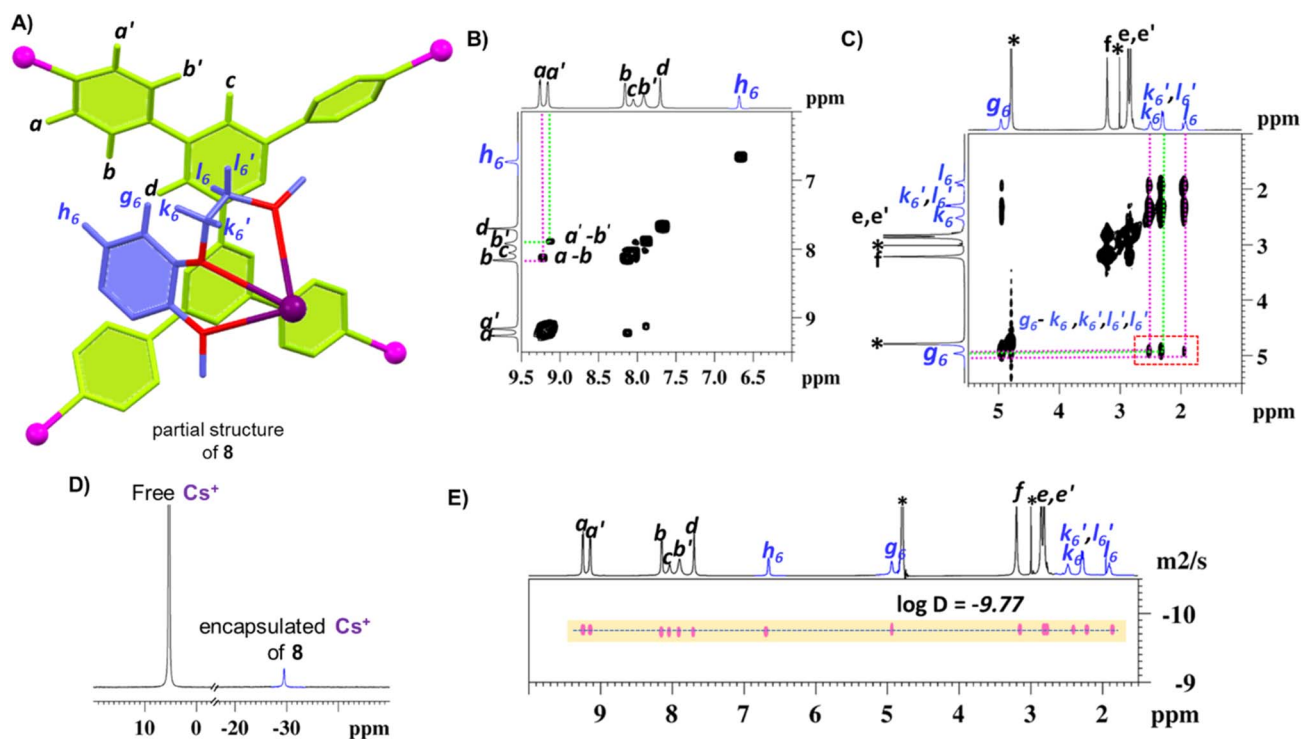 A)
a'
b'
c
a
b
d
l6
l6'
g6
k6
k6'
h6
partial structure
of 8
B)
a a' b c b' d h6
ppm
h6
d
b'
c
b
a'
a
a'-b'
a-b
7
8
9
9.5 9.0 8.5 8.0 7.5 7.0 6.5
ppm
C)
g6 * f * e,e' k6',l6'
k6 l6
ppm
l6
k6',l6'
k6
e,e'
*
f
*
g6
g6- k6 ,k6',l6',l6'
2
3
4
5
5 4 3 2
ppm
D)
Free Cs+
encapsulated Cs+
of 8
10 0 -20 -30 ppm
E)
a a' b c b' d h6 g6 * f * e,e' k6',l6'
k6 l6
m2/s
log D = -9.77
-10
-9
9 8 7 6 5 4 3 2 ppm